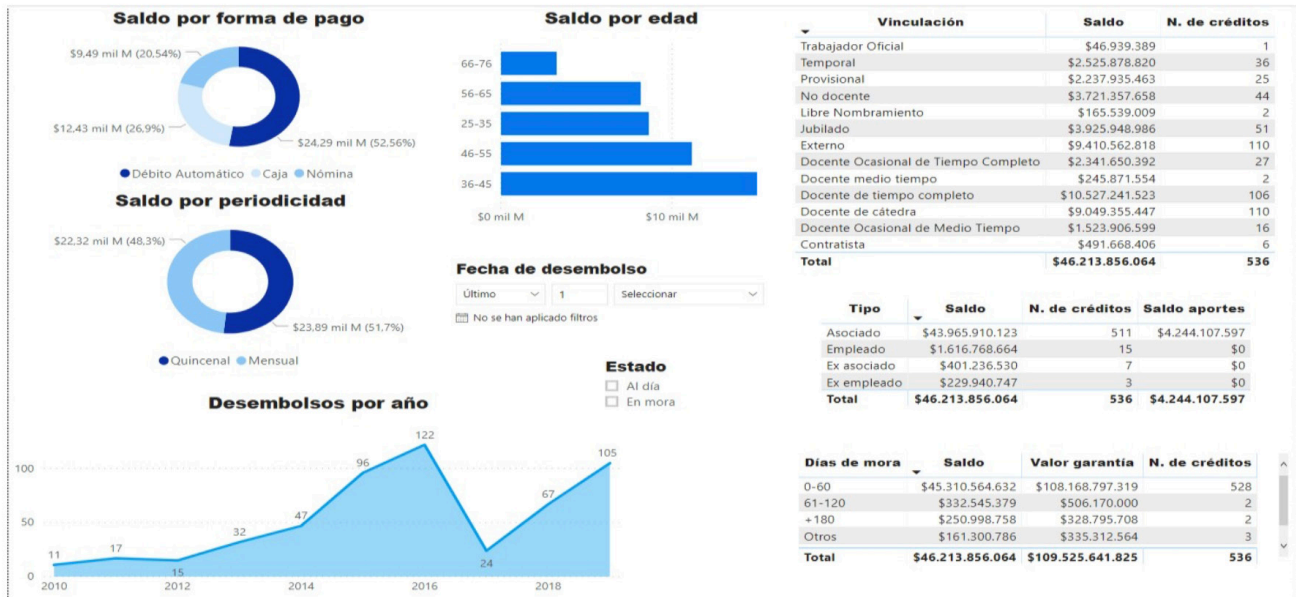 Saldo por forma de pago
$9,49 mil M (20,54%)
$12,43 mil M (26,9%)
$24,29 mil M (52,56%)
Débito Automático Caja Nómina
Saldo por periodicidad
$22,32 mil M (48,3%)
$23,89 mil M (51,7%)
Quincenal Mensual
Saldo por edad
66-76
56-65
25-35
46-55
36-45
$0 mil M $10 mil M
Fecha de desembolso
Último 1 Seleccionar
No se han aplicado filtros
Estado
Al día
En mora
Desembolsos por año
100
50
0
11 17 15 32 47 96 122 24 67 105
2010 2012 2014 2016 2018
Vinculación Saldo N. de créditos
Trabajador Oficial $46.939.389 1
Temporal $2.525.878.820 36
Provisional $2.237.935.463 25
No docente $3.721.357.658 44
Libre Nombramiento $165.539.009 2
Jubilado $3.925.948.986 51
Externo $9.410.562.818 110
Docente Ocasional de Tiempo Completo $2.341.650.392 27
Docente medio tiempo $245.871.554 2
Docente de tiempo completo $10.527.241.523 106
Docente de cátedra $9.049.355.447 110
Docente Ocasional de Medio Tiempo $1.523.906.599 16
Contratista $491.668.406 6
Total $46.213.856.064 536
Tipo Saldo N. de créditos Saldo aportes
Asociado $43.965.910.123 511 $4.244.107.597
Empleado $1.616.768.664 15 $0
Ex asociado $401.236.530 7 $0
Ex empleado $229.940.747 3 $0
Total $46.213.856.064 536 $4.244.107.597
Días de mora Saldo Valor garantía N. de créditos
0-60 $45.310.564.632 $108.168.797.319 528
61-120 $332.545.379 $506.170.000 2
+180 $250.998.758 $328.795.708 2
Otros $161.300.786 $335.312.564 3
Total $46.213.856.064 $109.525.641.825 536